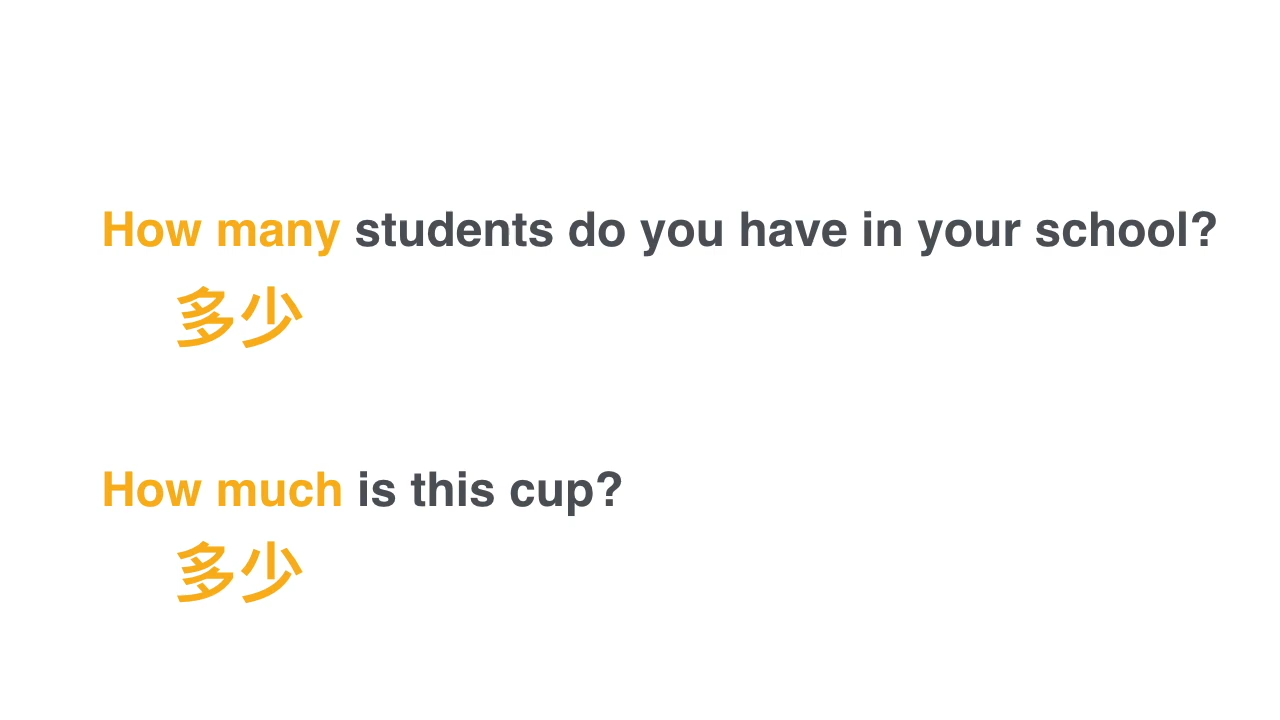 How many students do you have in your school?
多少
How much is this cup?
多少